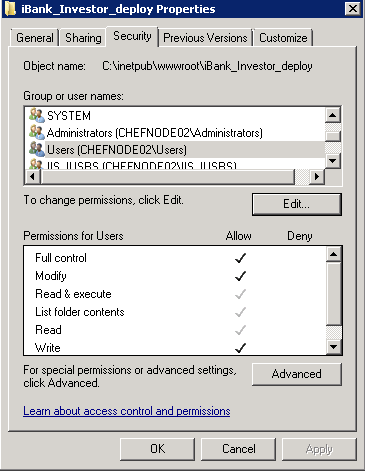 iBank_Investor_deploy Properties
General Sharing Security Previous Versions Customize
Object name: C:\inetpub\wwwroot\iBank_Investor_deploy
Group or user names:
SYSTEM
Administrators (CHEFNODE02\Administrators)
Users (CHEFNODE02\Users)
IIS_IUSRS (CHEFNODE02\IIS_IUSRS)
To change permissions, click Edit.
Edit...
Permissions for Users Allow Deny
Full control
Modify
Read & execute
List folder contents
Read
Write
For special permissions or advanced settings,
click Advanced.
Advanced
Learn about access control and permissions
OK Cancel Apply